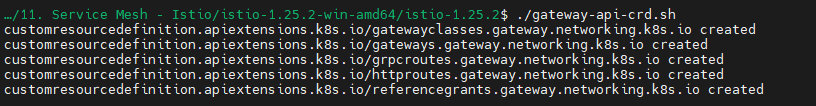 …/11. Service Mesh - Istio/istio-1.25.2-win-amd64/istio-1.25.2$ ./gateway-api-crd.sh
customresourcedefinition.apiextensions.k8s.io/gatewayclasses.gateway.networking.k8s.io created
customresourcedefinition.apiextensions.k8s.io/gateways.gateway.networking.k8s.io created
customresourcedefinition.apiextensions.k8s.io/grpcroutes.gateway.networking.k8s.io created
customresourcedefinition.apiextensions.k8s.io/httproutes.gateway.networking.k8s.io created
customresourcedefinition.apiextensions.k8s.io/referencegrants.gateway.networking.k8s.io created